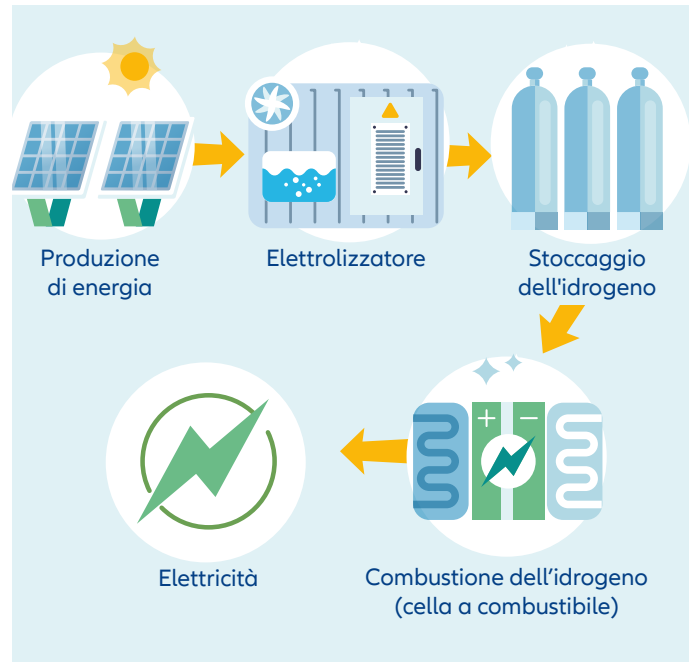 Produzione
di energia
Elettrolizzatore
Stoccaggio
dell'idrogeno
+ −
Elettricità
Combustione dell’idrogeno
(cella a combustibile)